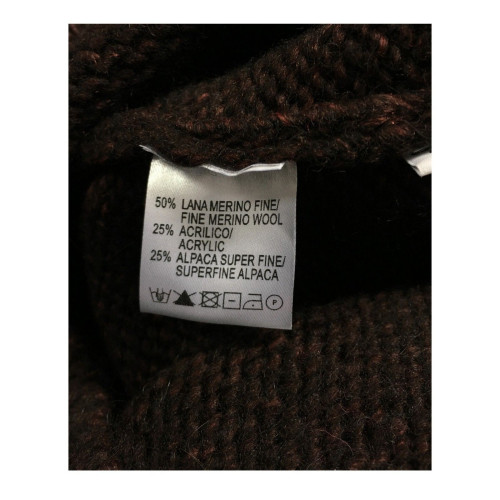 50% LANA MERINO FINE/
FINE MERINO WOOL
25% ACRILICO/
ACRYLIC
25% ALPACA SUPER FINE/
SUPERFINE ALPACA
P